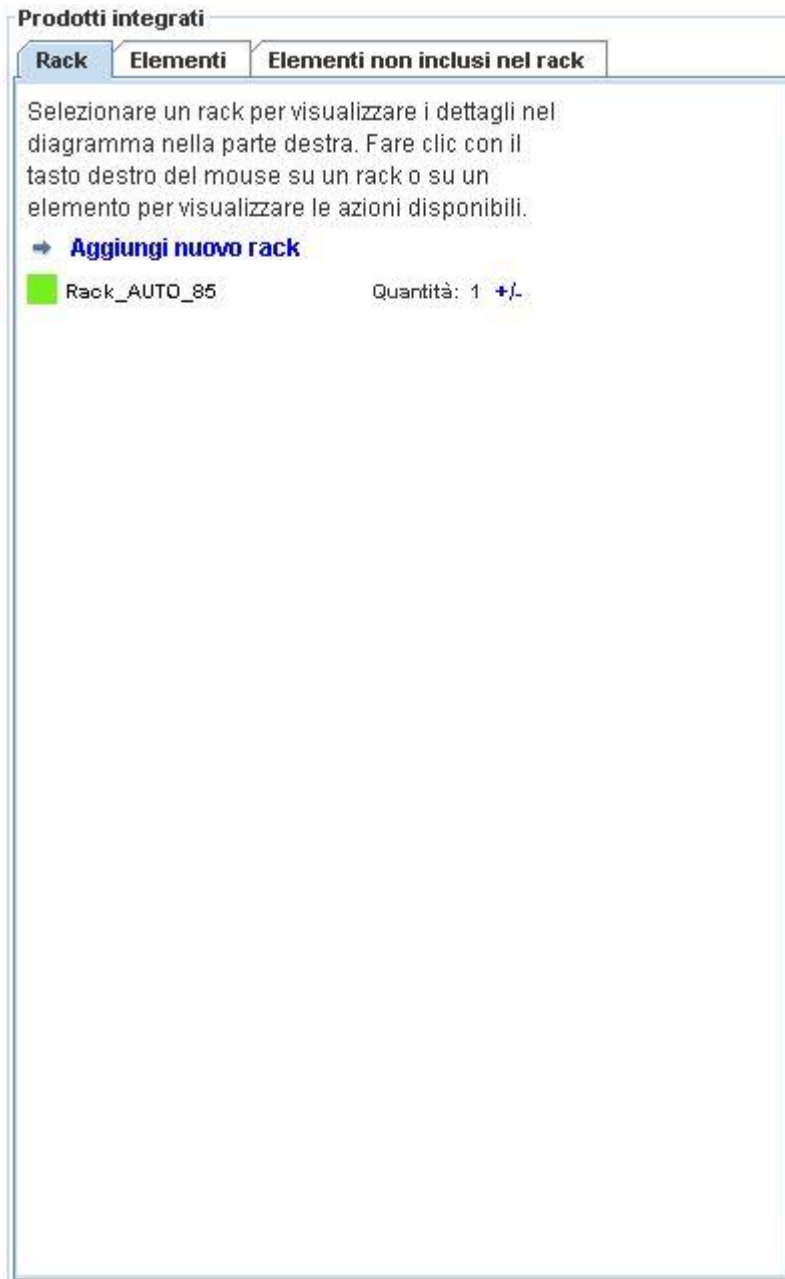 Prodotti integrati
Rack Elementi Elementi non inclusi nel rack
Selezionare un rack per visualizzare i dettagli nel
diagramma nella parte destra. Fare clic con il
tasto destro del mouse su un rack o su un
elemento per visualizzare le azioni disponibili.
Aggiungi nuovo rack
Rack_AUTO_85 Quantità: 1 +/-